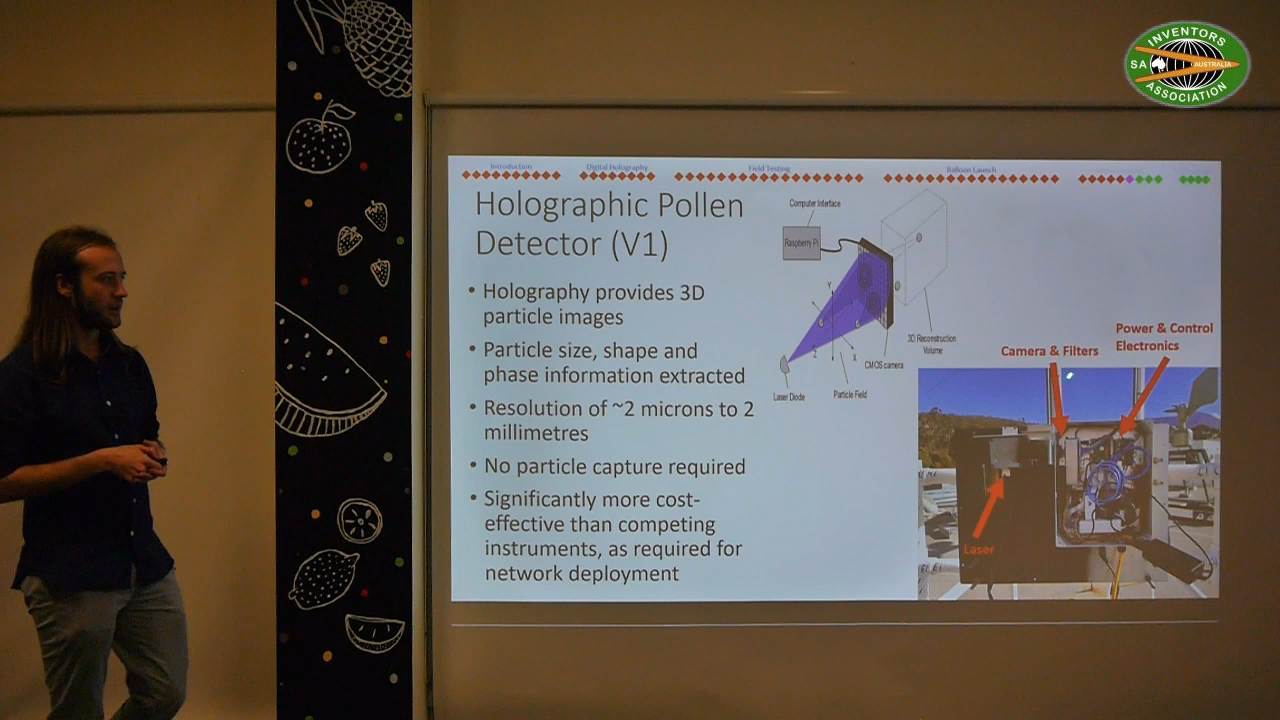 INVENTORS
SA AUSTRALIA
ASSOCIATION
Introduction Digital Holography Field Testing Balloon Launch
Holographic Pollen
Detector (V1)
• Holography provides 3D
particle images
• Particle size, shape and
phase information extracted
• Resolution of ~2 microns to 2
millimetres
• No particle capture required
• Significantly more cost-
effective than competing
instruments, as required for
network deployment
Computer Interface
Raspberry Pi
Y
3D Reconstruction
Volume
CMOS camera
Particle Field
Laser Diode
Camera & Filters
Power & Control
Electronics
Laser